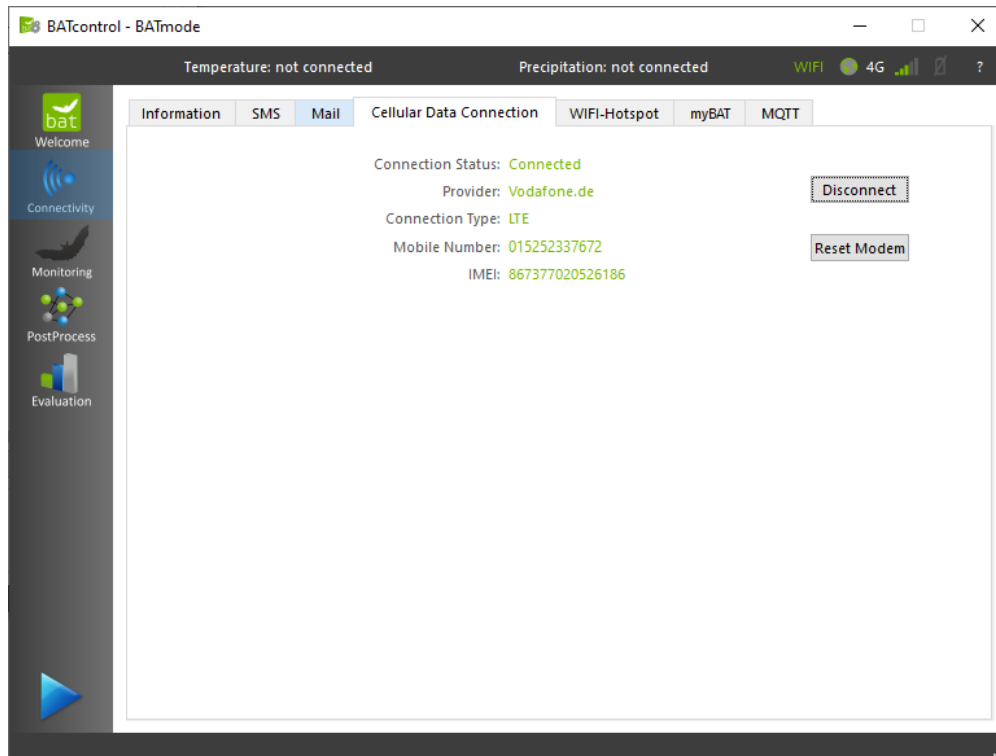 BATcontrol - BATmode
Temperature: not connected Precipitation: not connected WIFI 4G ?
bat
Welcome
Connectivity
Monitoring
PostProcess
Evaluation
Information SMS Mail Cellular Data Connection WIFI-Hotspot myBAT MQTT
Connection Status: Connected
Provider: Vodafone.de
Disconnect
Connection Type: LTE
Mobile Number: 015252337672
Reset Modem
IMEI: 867377020526186